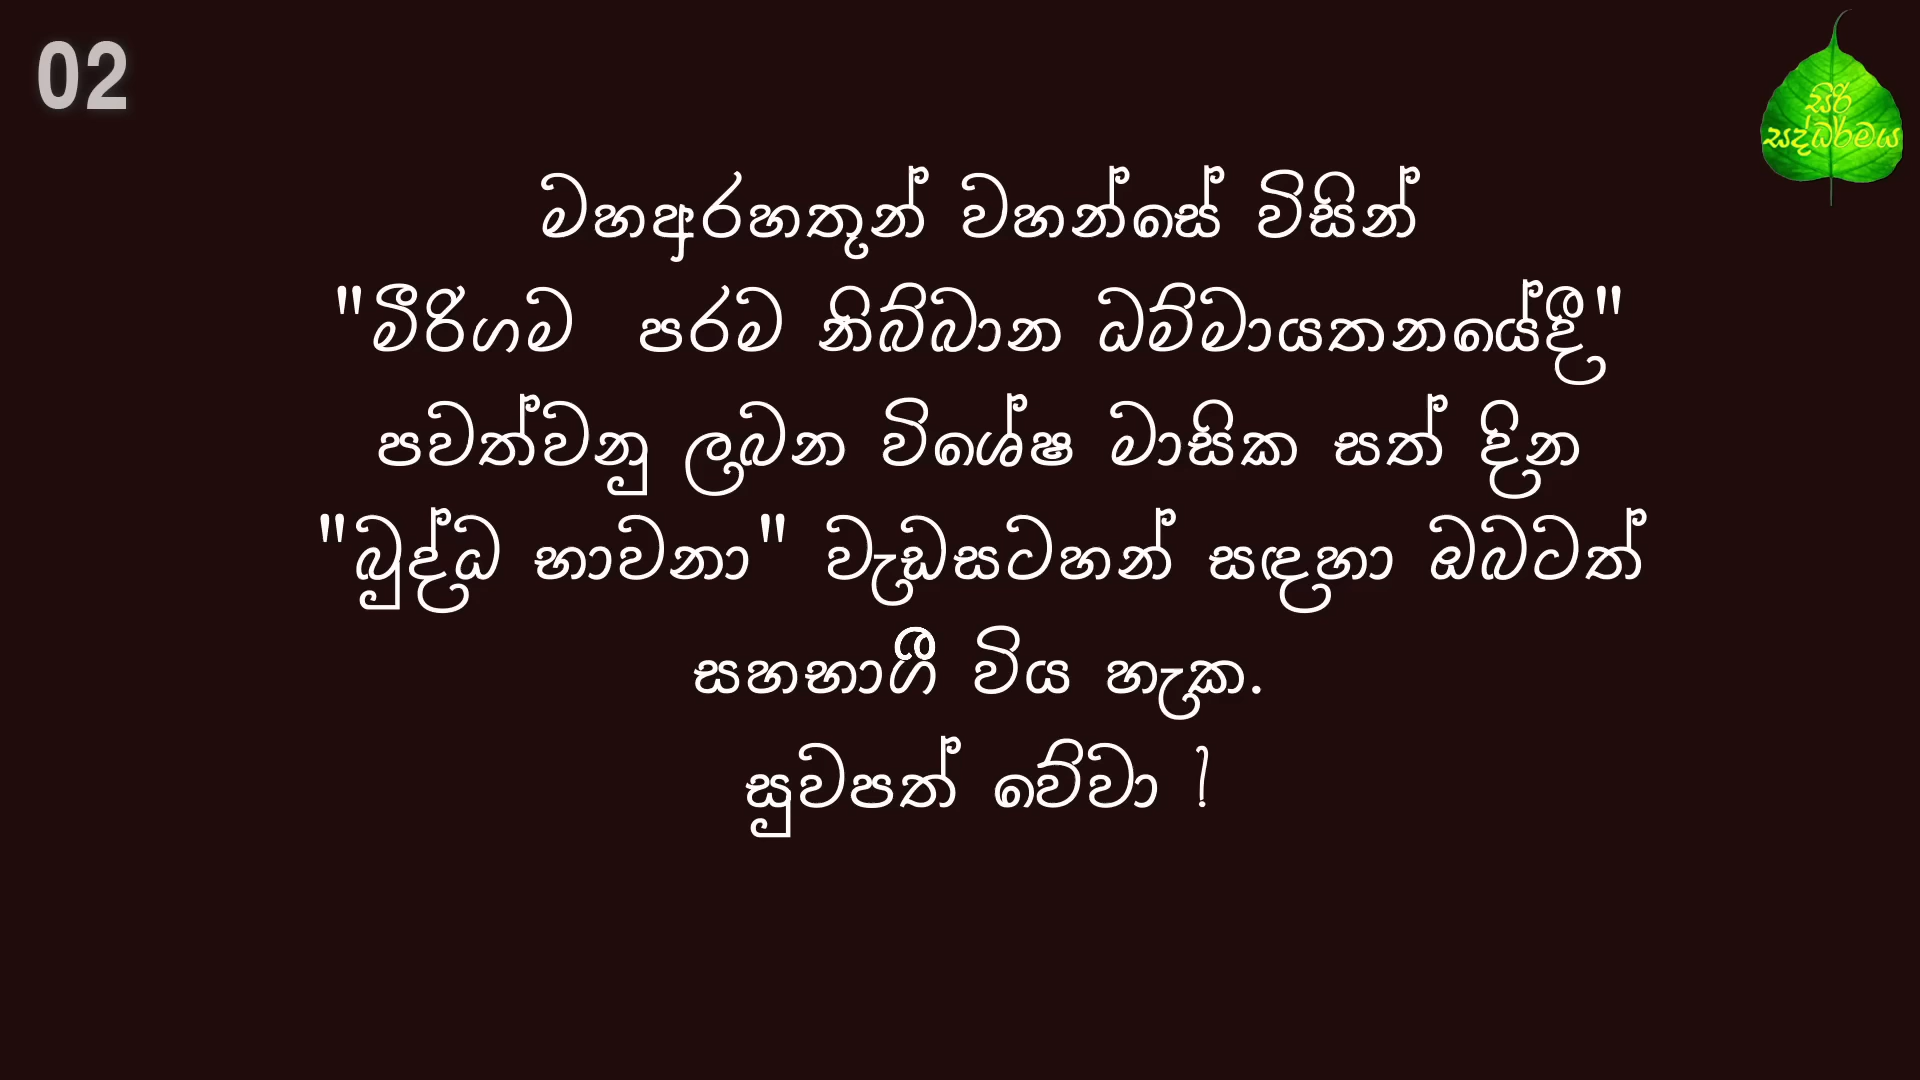 02
සිරි
සද්ධර්මය
මහඅරහතූන් වහන්සේ විසින්
"මීරිගම පරම නිබ්බාන ධම්මායතනයේදී"
පවත්වනු ලබන විශේෂ මාසික සත් දින
"බුද්ධ භාවනා" වැඩසටහන් සඳහා ඔබටත්
සහභාගී විය හැක.
සුවපත් වේවා !